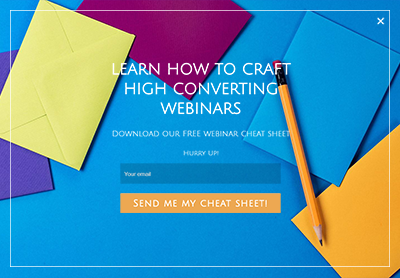 LEARN HOW TO CRAFT
HIGH CONVERTING
WEBINARS
DOWNLOAD OUR FREE WEBINAR CHEAT SHEET
HURRY UP!
Your email
SEND ME MY CHEAT SHEET!